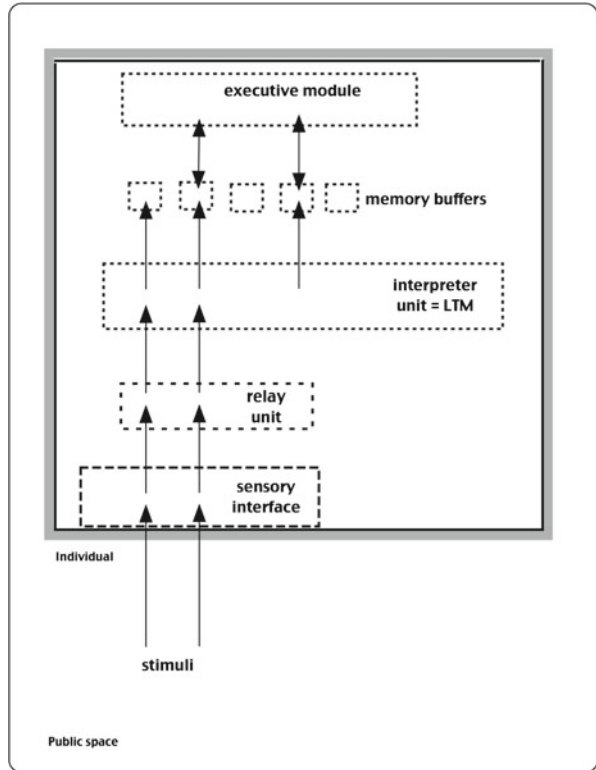 executive module
memory buffers
interpreter
unit = LTM
relay
unit
sensory
interface
Individual
stimuli
Public space